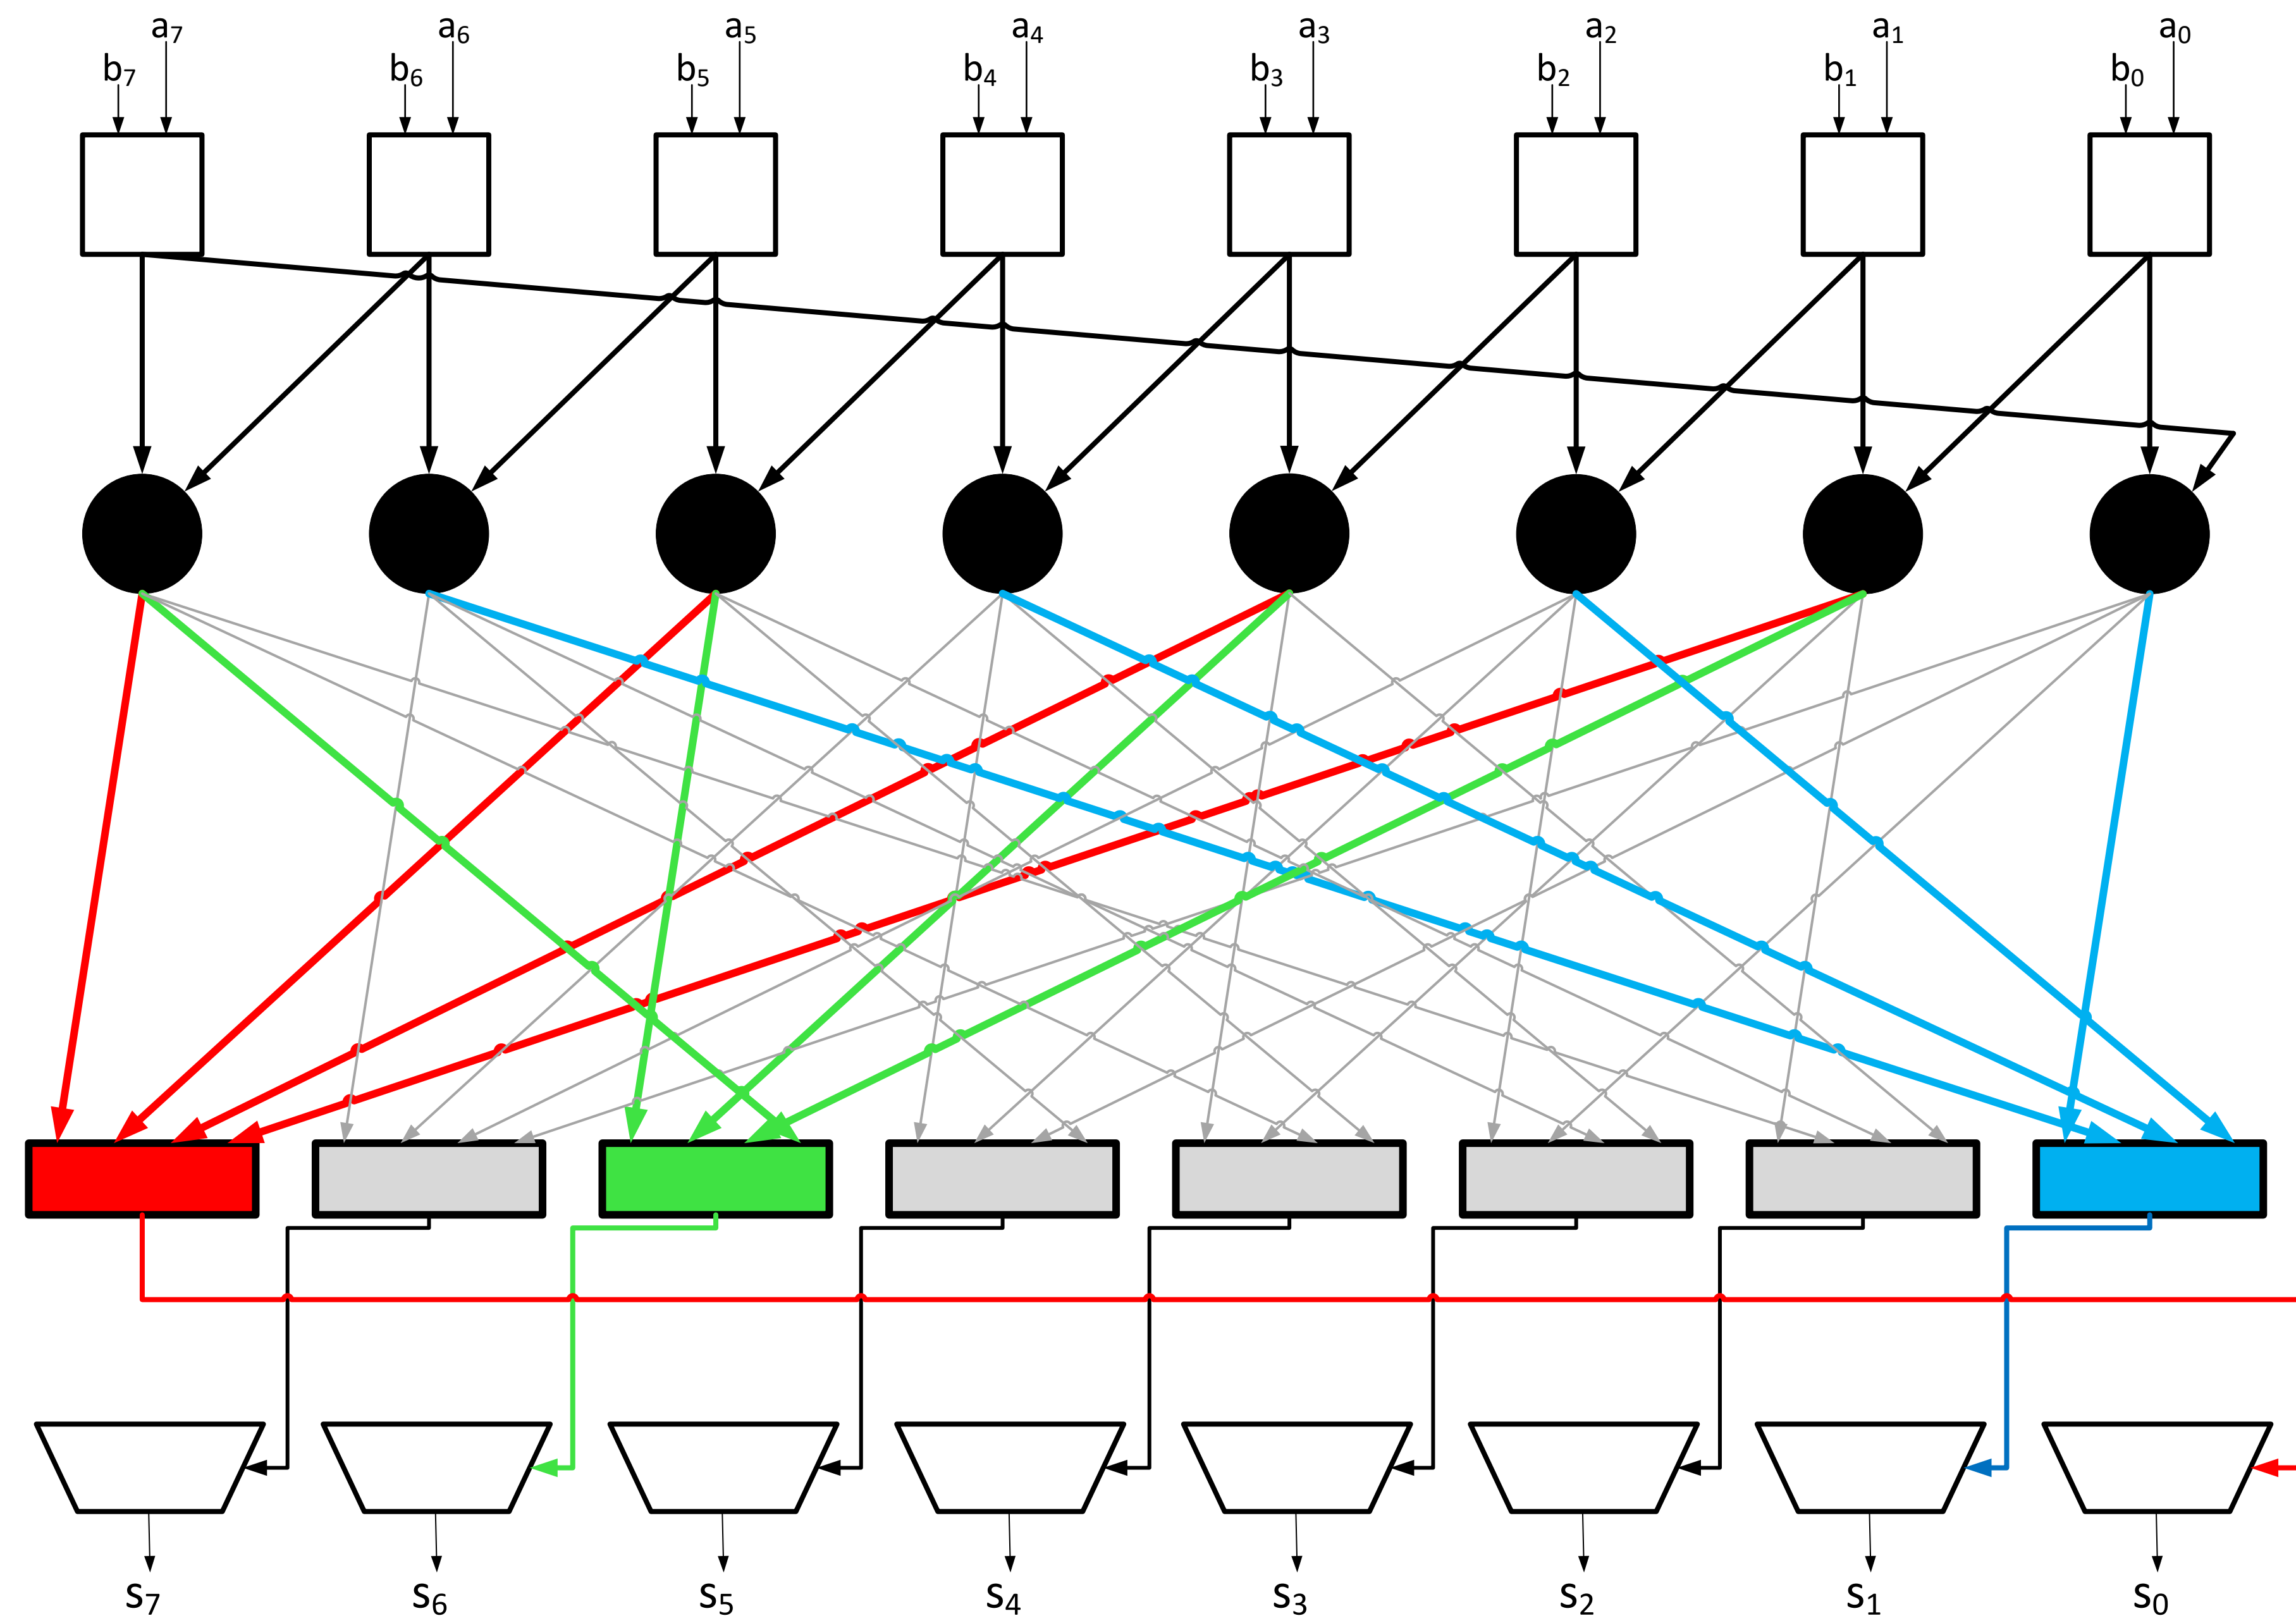 a₇ a₆ a₅ a₄ a₃ a₂ a₁ a₀
b₇ b₆ b₅ b₄ b₃ b₂ b₁ b₀
s₇ s₆ s₅ s₄ s₃ s₂ s₁ s₀